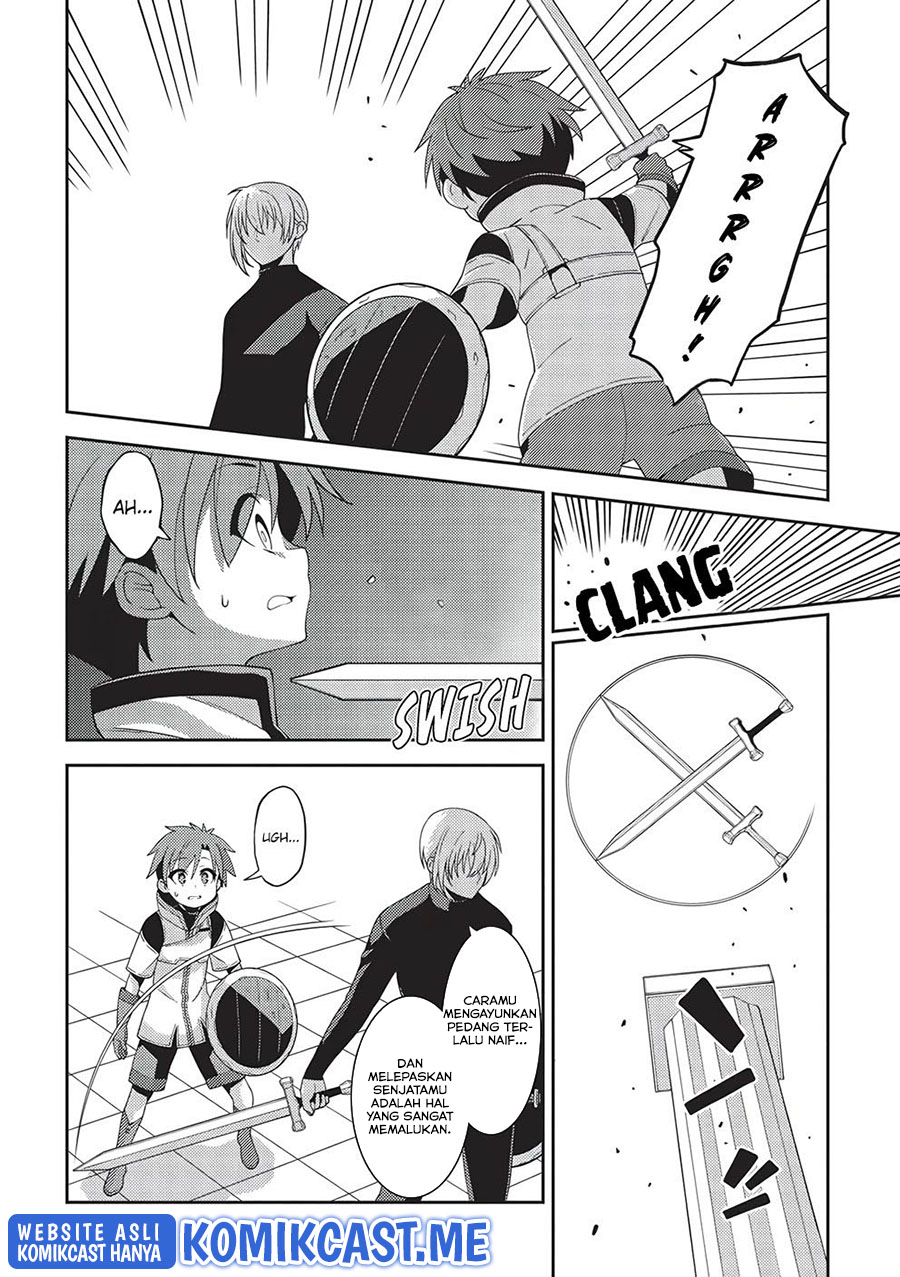 ARRRGH!
CLANG
AH...
SWISH
UGH...
CARAMU
MENGAYUNKAN
PEDANG TER-
LALU NAIF...
DAN
MELEPASKAN
SENJATAMU
ADALAH HAL
YANG SANGAT
MEMALUKAN.
WEBSITE ASLI
KOMIKCAST HANYA
KOMIKCAST.ME